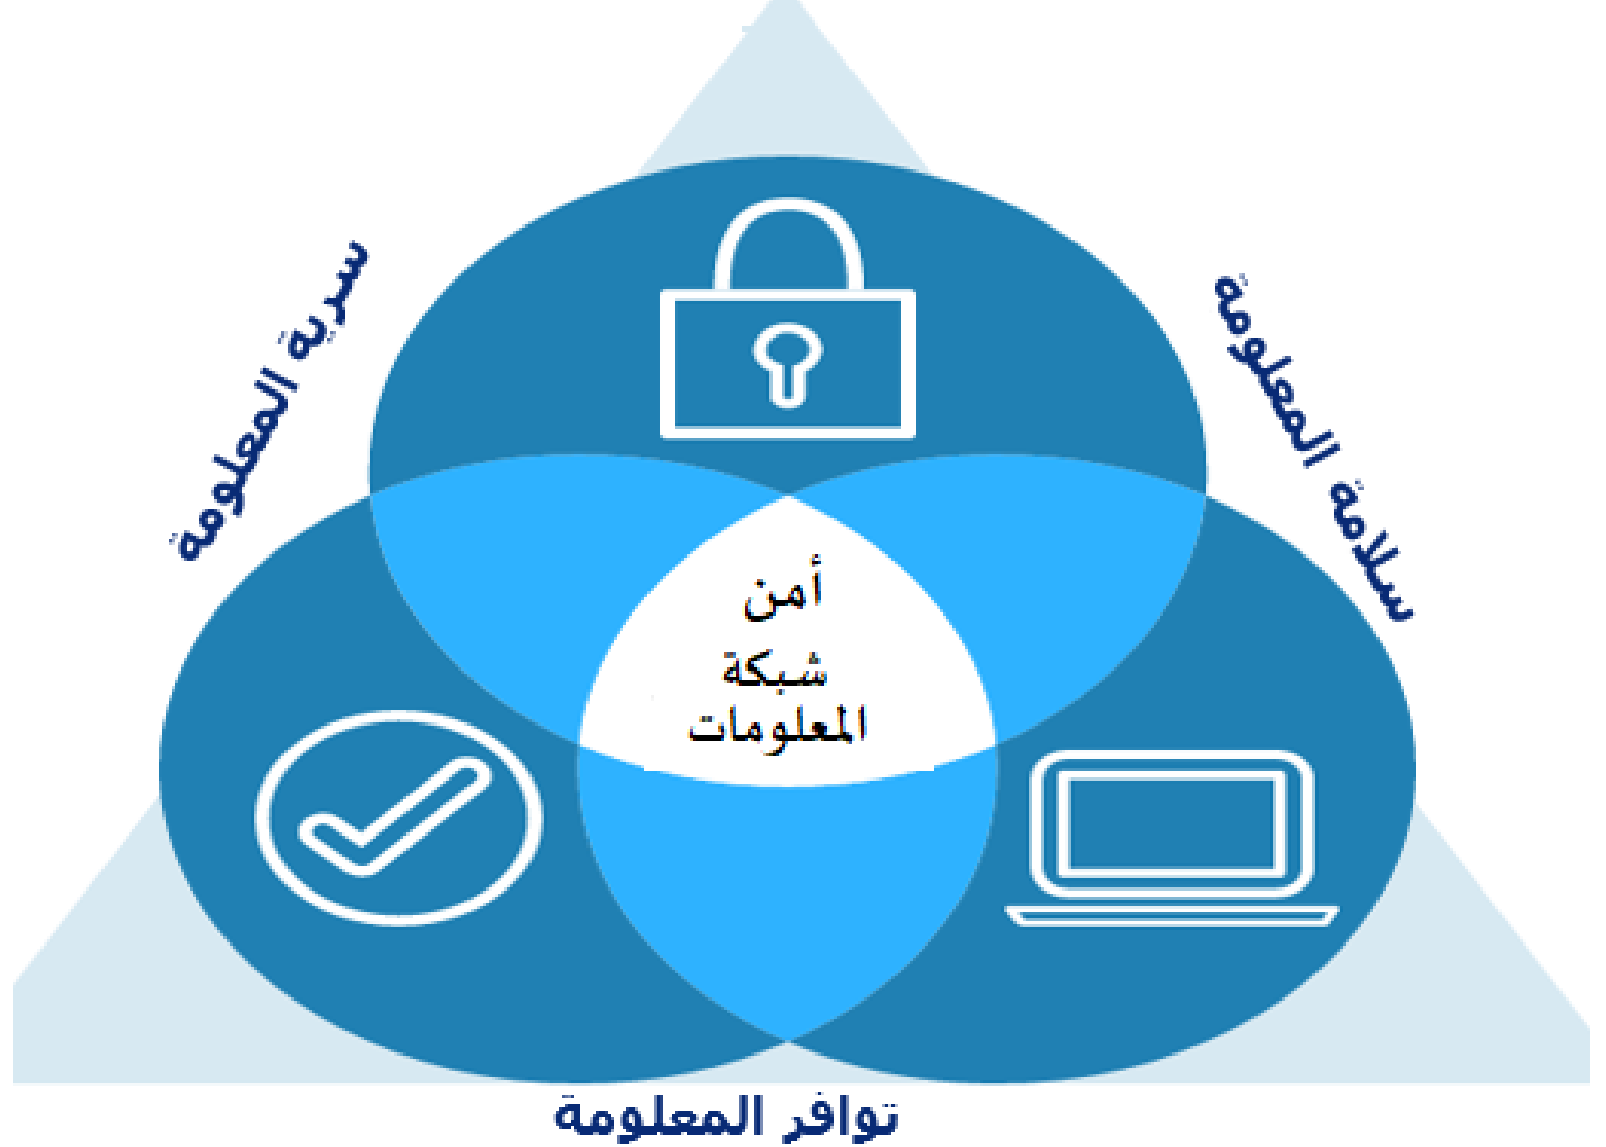 سرية المعلومة
سلامة المعلومة
أمن
شبكة
المعلومات
توافر المعلومة